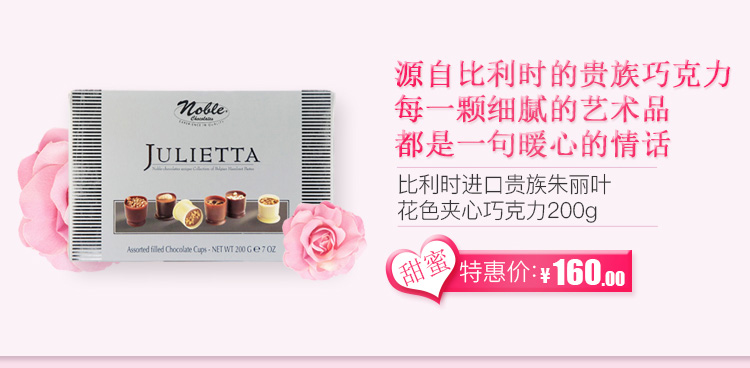 源自比利时的贵族巧克力
每一颗细腻的艺术品
都是一句暖心的情话
比利时进口贵族朱丽叶
花色夹心巧克力200g
甜蜜 特惠价:¥160.00
Noble
Chocolates
JULIETTA
Assorted filled Chocolate Cups - NET WT 200 G ℮ 7 OZ